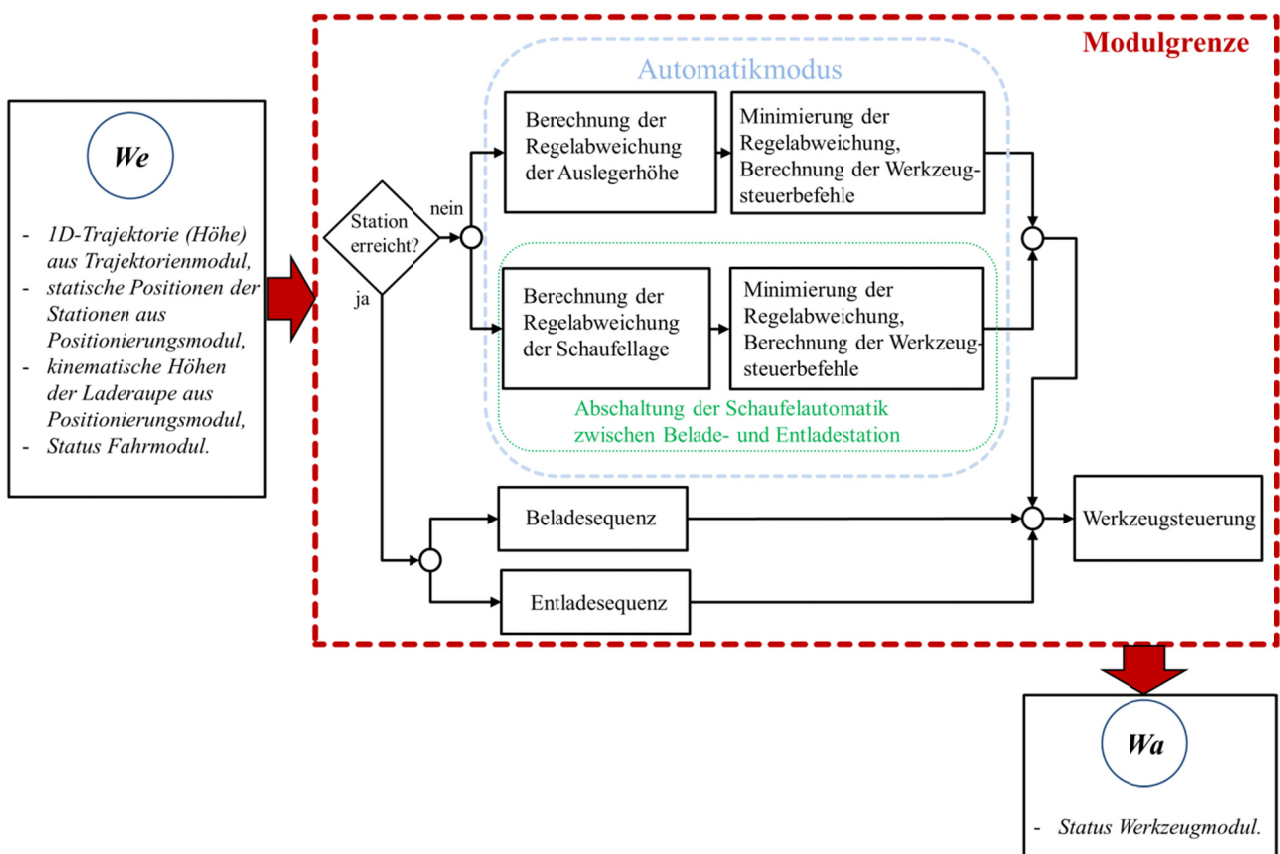 Modulgrenze
Automatikmodus
We
- 1D-Trajektorie (Höhe)
aus Trajektorienmodul,
- statische Positionen der
Stationen aus
Positionierungsmodul,
- kinematische Höhen
der Laderaupe aus
Positionierungsmodul,
- Status Fahrmodul.
Station
erreicht?
nein
ja
Berechnung der
Regelabweichung
der Auslegerhöhe
Minimierung der
Regelabweichung,
Berechnung der Werkzeug-
steuerbefehle
Berechnung der
Regelabweichung
der Schaufellage
Minimierung der
Regelabweichung,
Berechnung der Werkzeug-
steuerbefehle
Abschaltung der Schaufelautomatik
zwischen Belade- und Entladestation
Beladesequenz
Entladesequenz
Werkzeugsteuerung
Wa
- Status Werkzeugmodul.